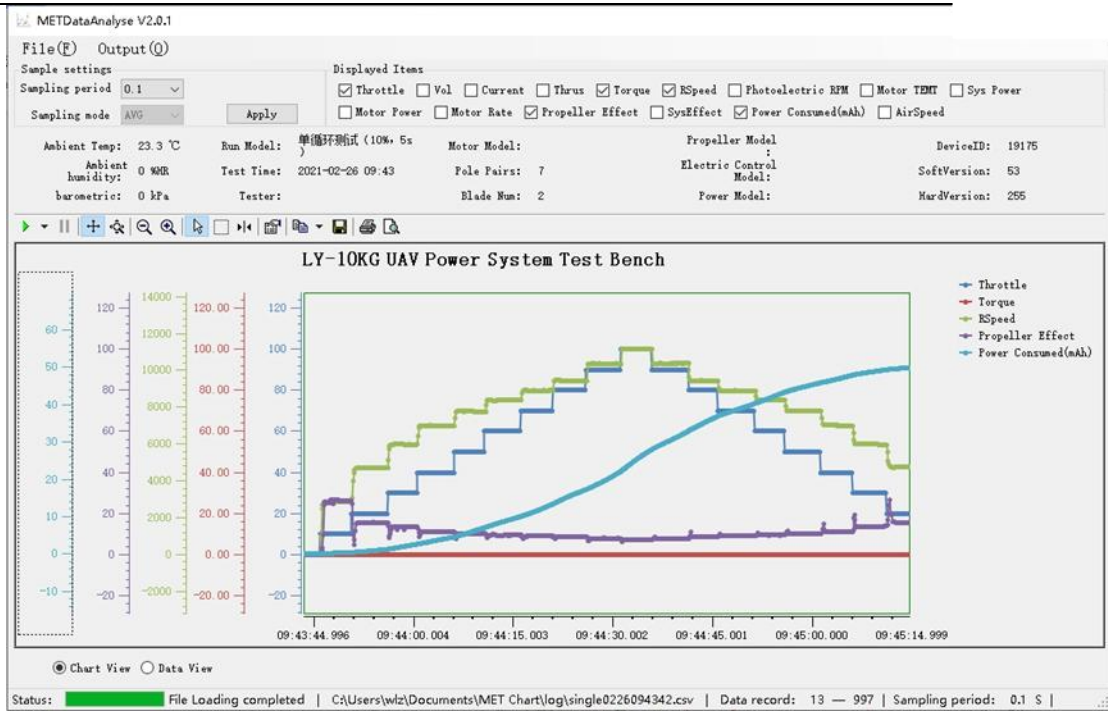 METDataAnalyse V2.0.1
File(F) Output(O)
Sample settings
Sampling period 0.1
Sampling mode AVG
Apply
Displayed Items
Throttle Vol Current Thrus Torque RSpeed Photoelectric RPM Motor TEMT Sys Power
Motor Power Motor Rate Propeller Effect SysEffect Power Consumed(mAh) AirSpeed
Ambient Temp: 23.3 ℃
Ambient humidity: 0 %HR
barometric: 0 kPa
Run Model: 单循环测试（10%，5s）
Test Time: 2021-02-26 09:43
Tester:
Motor Model:
Pole Pairs: 7
Blade Num: 2
Propeller Model:
Electric Control Model:
Power Model:
DeviceID: 19175
SoftVersion: 53
HardVersion: 255
LY-10KG UAV Power System Test Bench
60
50
40
30
20
10
0
-10
120
100
80
60
40
20
0
-20
14000
12000
10000
8000
6000
4000
2000
0
-2000
120.00
100.00
80.00
60.00
40.00
20.00
0.00
-20.00
120
100
80
60
40
20
0
-20
09:43:44.996 09:44:00.004 09:44:15.003 09:44:30.002 09:44:45.001 09:45:00.000 09:45:14.999
Throttle
Torque
RSpeed
Propeller Effect
Power Consumed(mAh)
Chart View Data View
Status: File Loading completed | C:\Users\wlz\Documents\MET Chart\log\single0226094342.csv | Data record: 13 — 997 | Sampling period: 0.1 S |